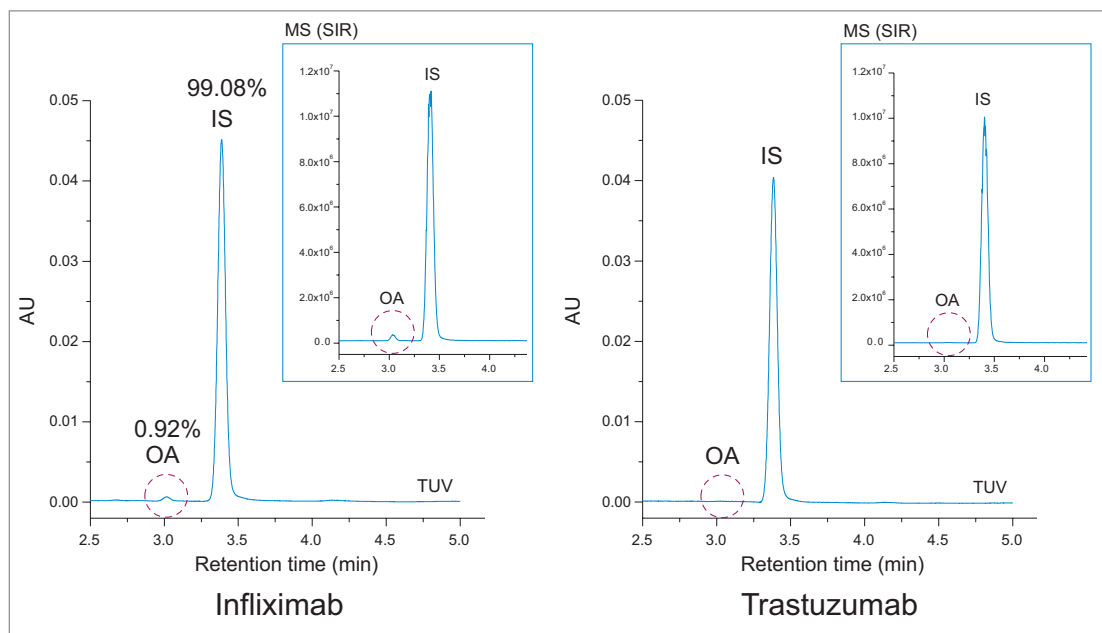 MS (SIR)
1.2x10⁷
1.0x10⁷
8.0x10⁶
6.0x10⁶
4.0x10⁶
2.0x10⁶
0.0
IS
OA
2.5 3.0 3.5 4.0
99.08%
IS
0.92%
OA
TUV
0.05
0.04
0.03
0.02
0.01
0.00
AU
2.5 3.0 3.5 4.0 4.5 5.0
Retention time (min)
Infliximab
MS (SIR)
1.2x10⁷
1.0x10⁷
8.0x10⁶
6.0x10⁶
4.0x10⁶
2.0x10⁶
0.0
IS
OA
2.5 3.0 3.5 4.0
IS
OA
TUV
0.05
0.04
0.03
0.02
0.01
0.00
AU
2.5 3.0 3.5 4.0 4.5 5.0
Retention time (min)
Trastuzumab